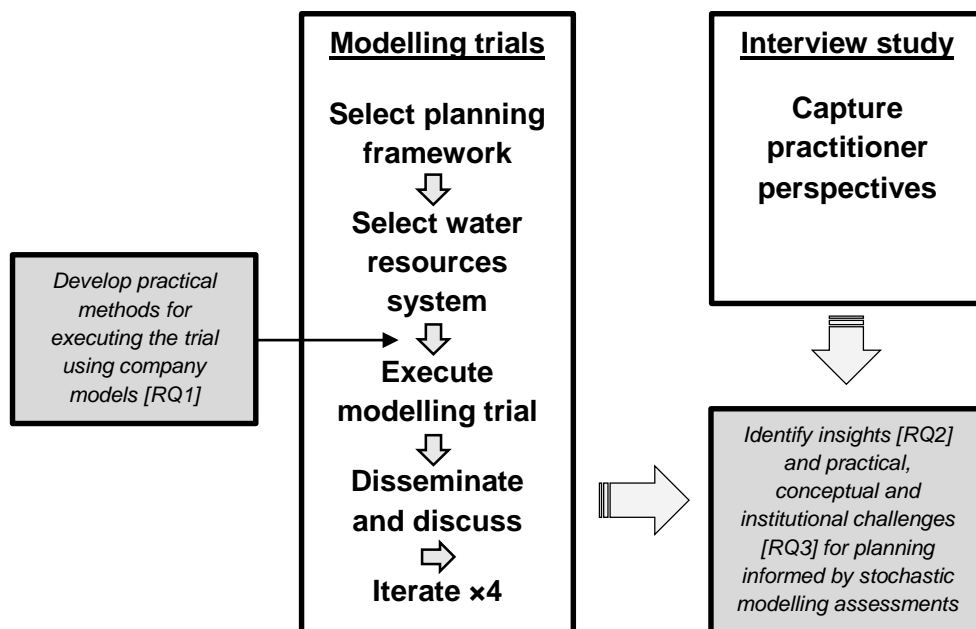 Modelling trials
Select planning
framework
Select water
resources
system
Execute
modelling trial
Disseminate
and discuss
Iterate ×4
Interview study
Capture
practitioner
perspectives
Develop practical
methods for
executing the trial
using company
models [RQ1]
Identify insights [RQ2]
and practical,
conceptual and
institutional challenges
[RQ3] for planning
informed by stochastic
modelling assessments